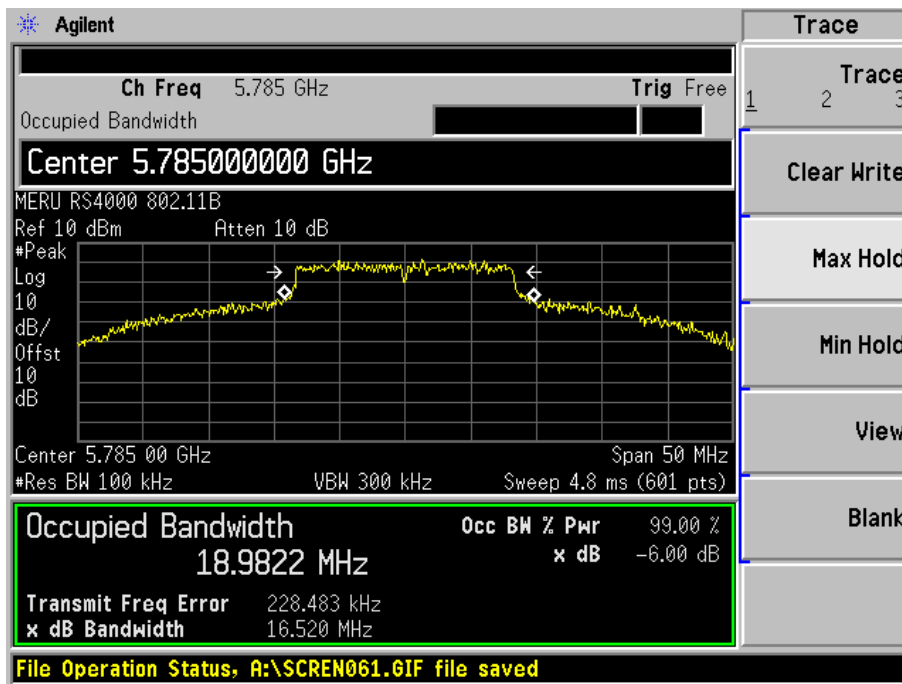 Agilent
Trace
Ch Freq 5.785 GHz Trig Free
Occupied Bandwidth
Center 5.785000000 GHz
MERU RS4000 802.11B
Ref 10 dBm Atten 10 dB
#Peak
Log
10
dB/
Offst
10
dB
Center 5.785 00 GHz Span 50 MHz
#Res BW 100 kHz VBW 300 kHz Sweep 4.8 ms (601 pts)
Occupied Bandwidth
18.9822 MHz
Occ BW % Pwr 99.00 %
x dB -6.00 dB
Transmit Freq Error 228.483 kHz
x dB Bandwidth 16.520 MHz
File Operation Status, A:\SCREN061.GIF file saved
Trace
1 2 3
Clear Write
Max Hold
Min Hold
View
Blank